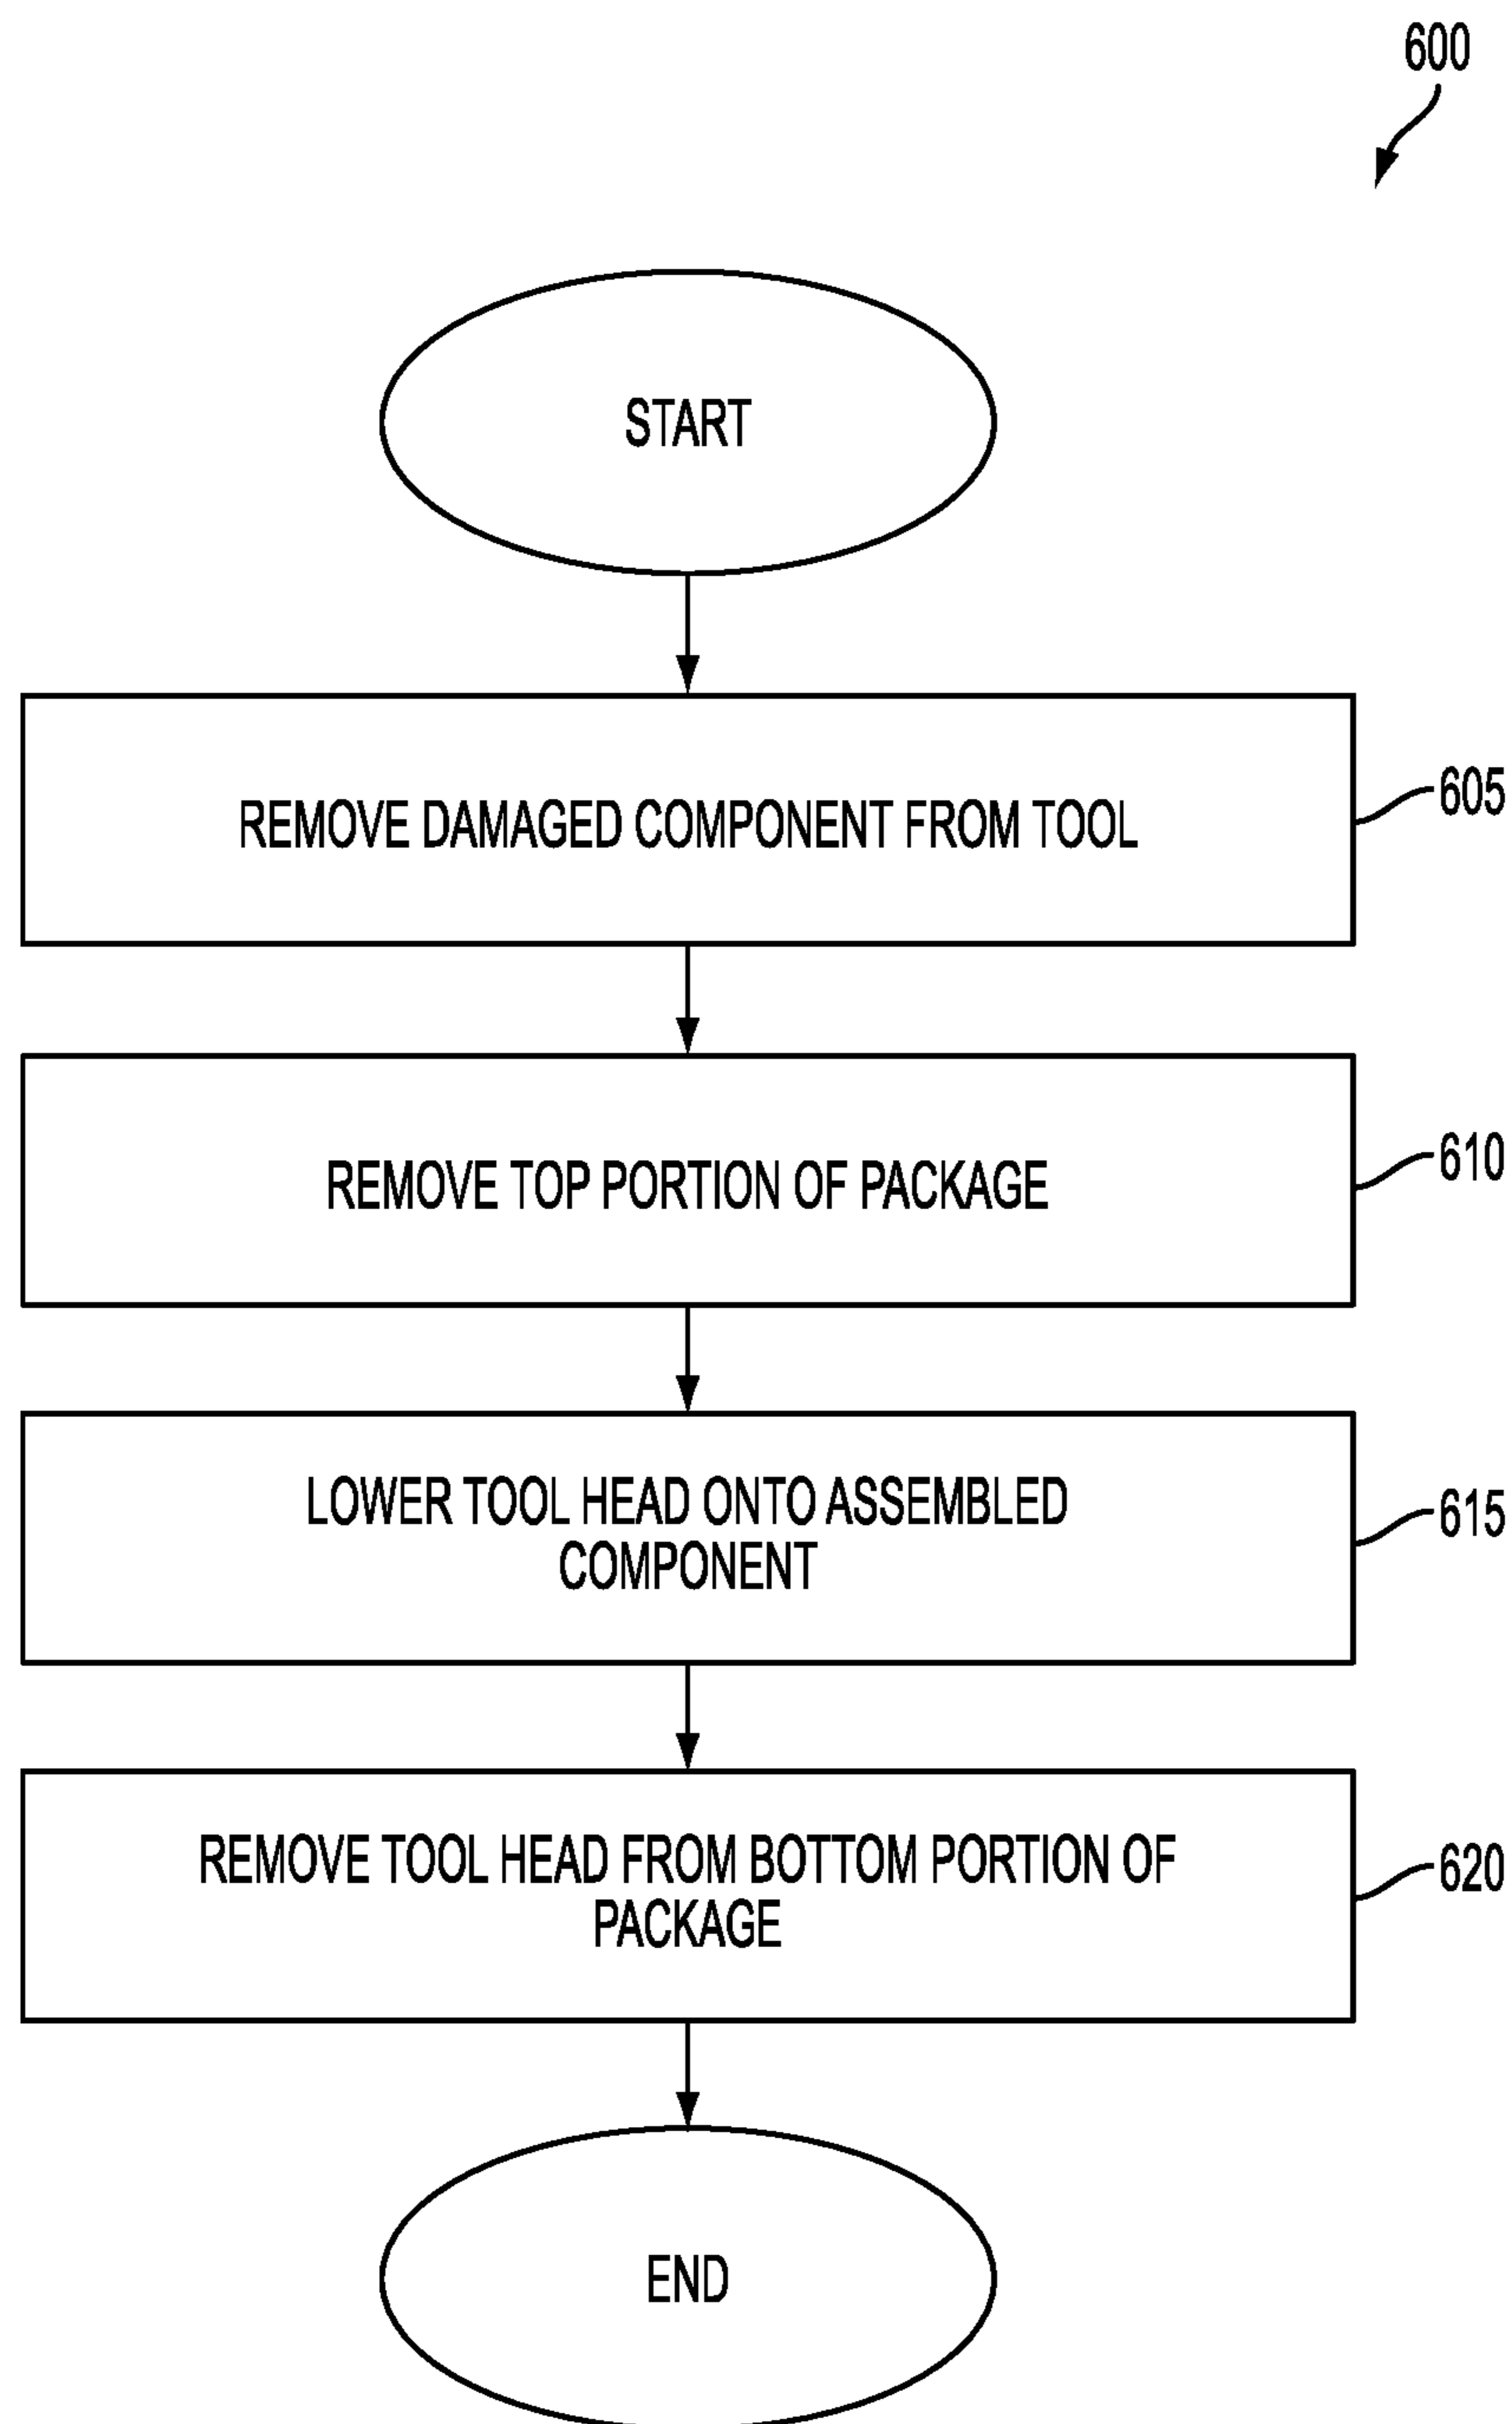 600
START
REMOVE DAMAGED COMPONENT FROM TOOL
605
REMOVE TOP PORTION OF PACKAGE
610
LOWER TOOL HEAD ONTO ASSEMBLED
COMPONENT
615
REMOVE TOOL HEAD FROM BOTTOM PORTION OF
PACKAGE
620
END